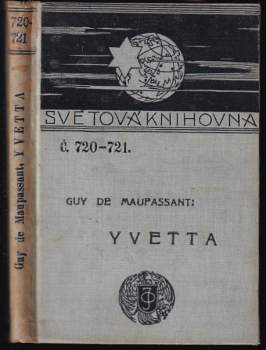 720-
721
Guy de Maupassant, YVETTA
SVĚTOVÁ KNIHOVNA
Č. 720-721.
GUY DE MAUPASSANT:
YVETTA